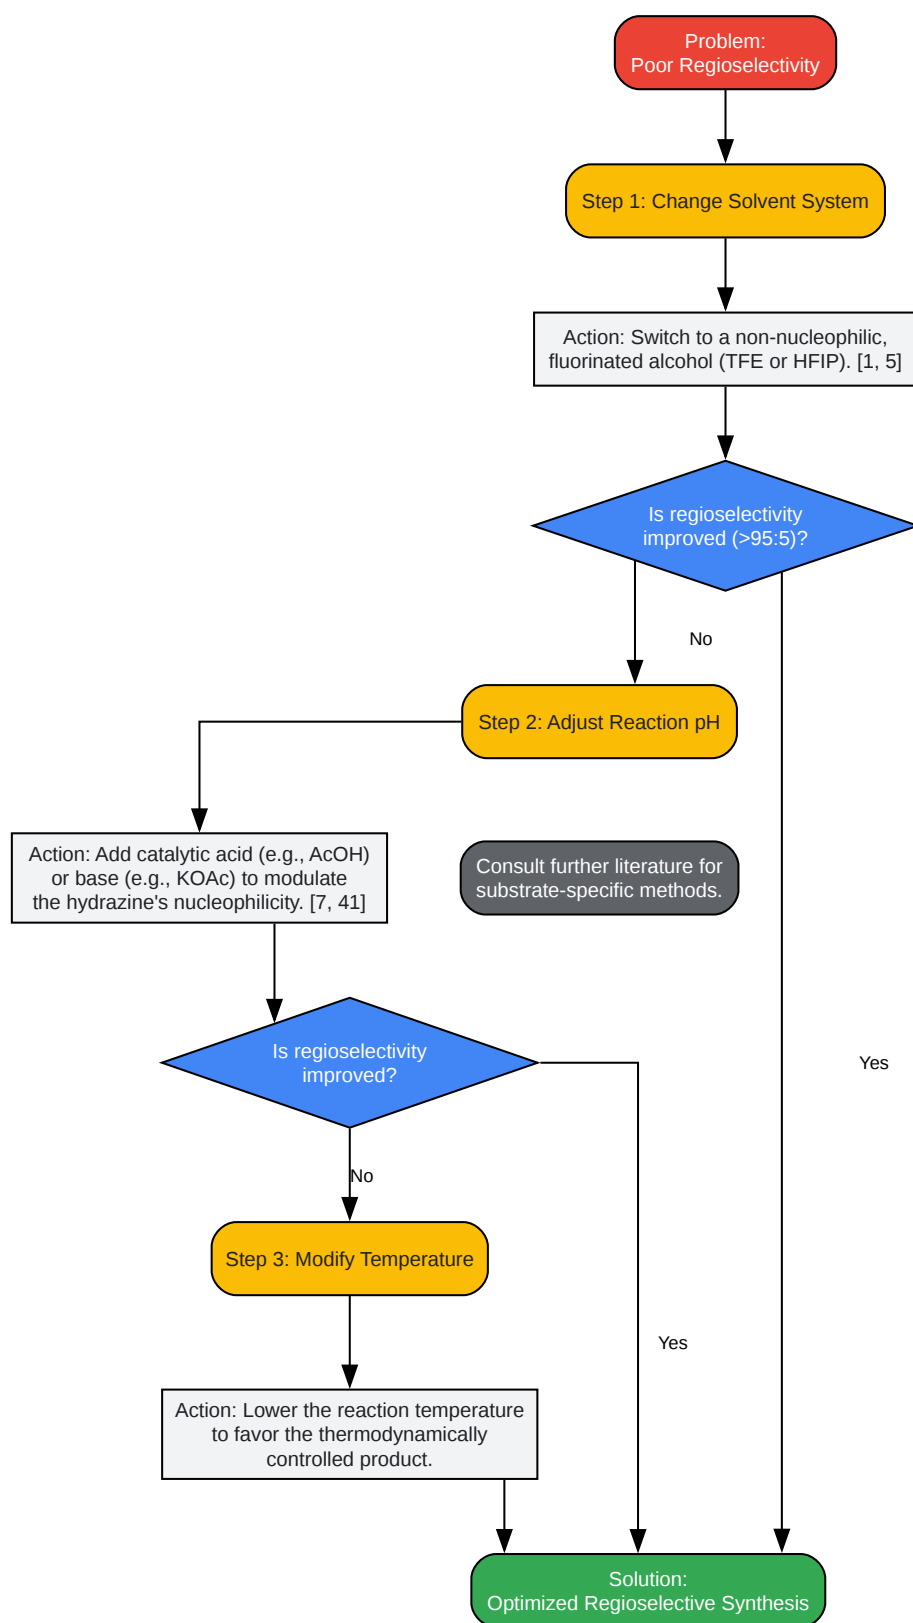 Problem:
Poor Regioselectivity
Step 1: Change Solvent System
Action: Switch to a non-nucleophilic,
fluorinated alcohol (TFE or HFIP). [1, 5]
Is regioselectivity
improved (>95:5)?
No
Step 2: Adjust Reaction pH
Action: Add catalytic acid (e.g., AcOH)
or base (e.g., KOAc) to modulate
the hydrazine's nucleophilicity. [7, 41]
Consult further literature for
substrate-specific methods.
Is regioselectivity
improved?
Yes
No
Step 3: Modify Temperature
Yes
Action: Lower the reaction temperature
to favor the thermodynamically
controlled product.
Solution:
Optimized Regioselective Synthesis